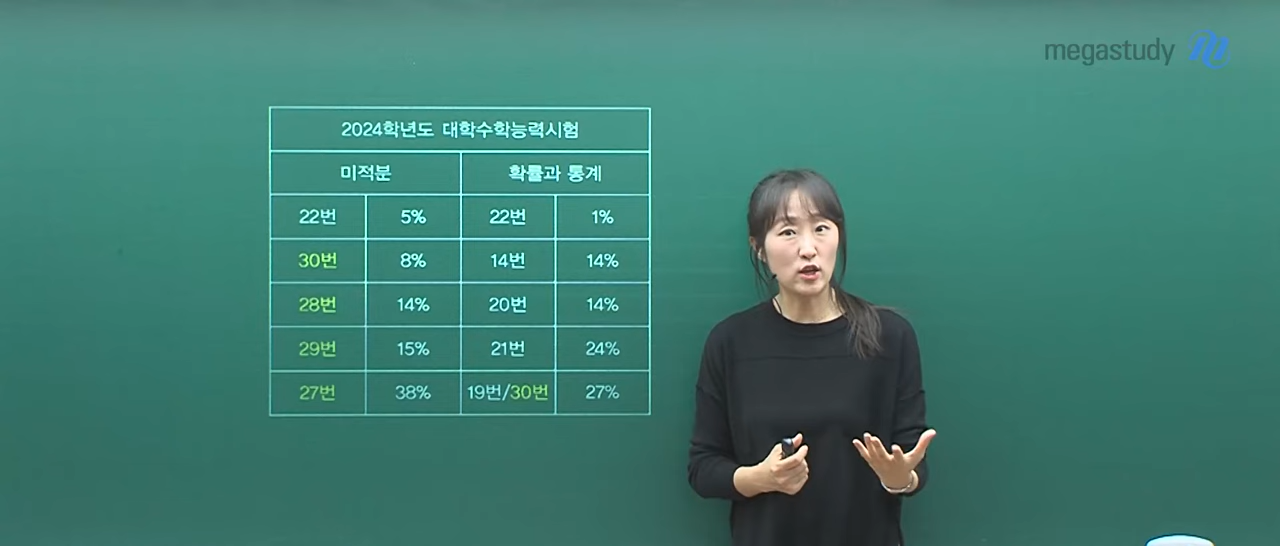 megastudy
2024학년도 대학수학능력시험
미적분 확률과 통계
22번 5% 22번 1%
30번 8% 14번 14%
28번 14% 20번 14%
29번 15% 21번 24%
27번 38% 19번/30번 27%